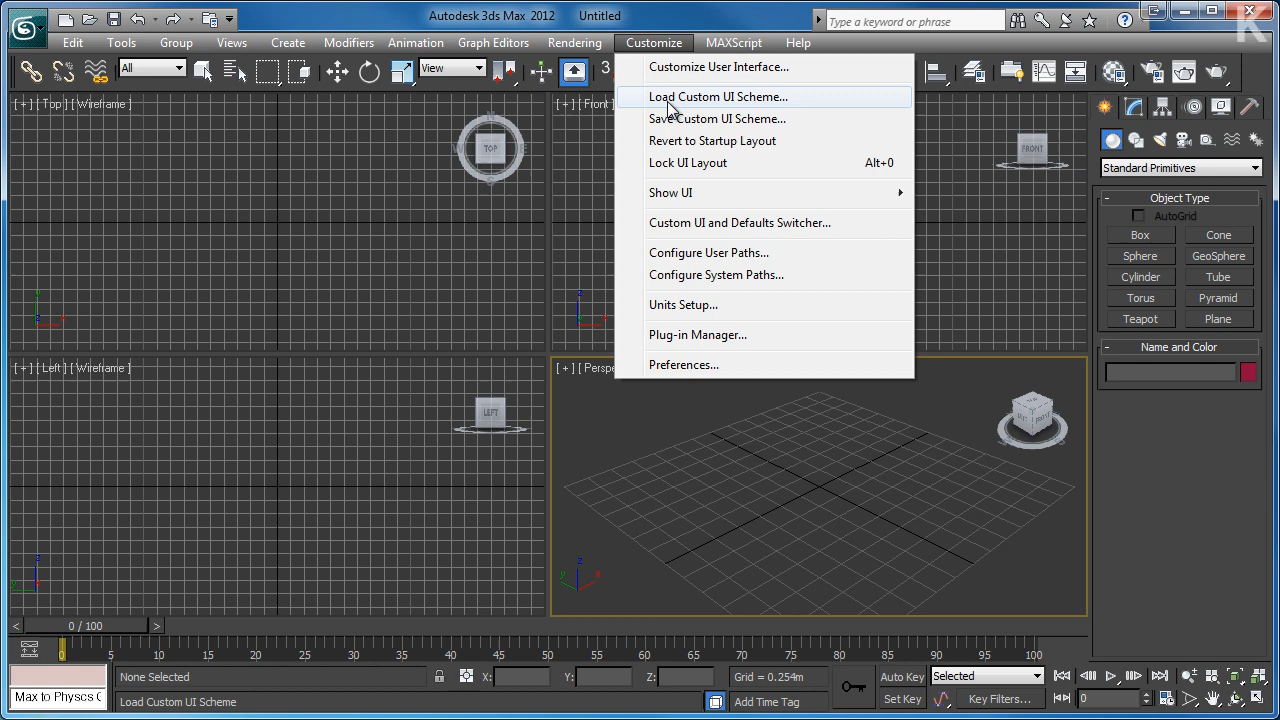 Autodesk 3ds Max 2012 Untitled
Type a keyword or phrase
K
Edit Tools Group Views Create Modifiers Animation Graph Editors Rendering Customize MAXScript Help
All
View
3
Customize User Interface...
Load Custom UI Scheme...
Save Custom UI Scheme...
Revert to Startup Layout
Lock UI Layout Alt+0
Show UI
Custom UI and Defaults Switcher...
Configure User Paths...
Configure System Paths...
Units Setup...
Plug-in Manager...
Preferences...
[ + ] [ Top ] [ Wireframe ]
N
W TOP E
S
[ + ] [ Front
FRONT
Standard Primitives
- Object Type
AutoGrid
Box Cone
Sphere GeoSphere
Cylinder Tube
Torus Pyramid
Teapot Plane
- Name and Color
[ + ] [ Left ] [ Wireframe ]
LEFT
[ + ] [ Perspe
FRONT
y
z
x
z
x
z
y
z
y x
< 0 / 100 >
0 5 10 15 20 25 30 35 40 45 50 55 60 65 70 75 80 85 90 95 100
None Selected
X: Y: Z:
Grid = 0.254m
Auto Key
Selected
Max to Physcs C
Load Custom UI Scheme
Add Time Tag
Set Key
Key Filters...
0